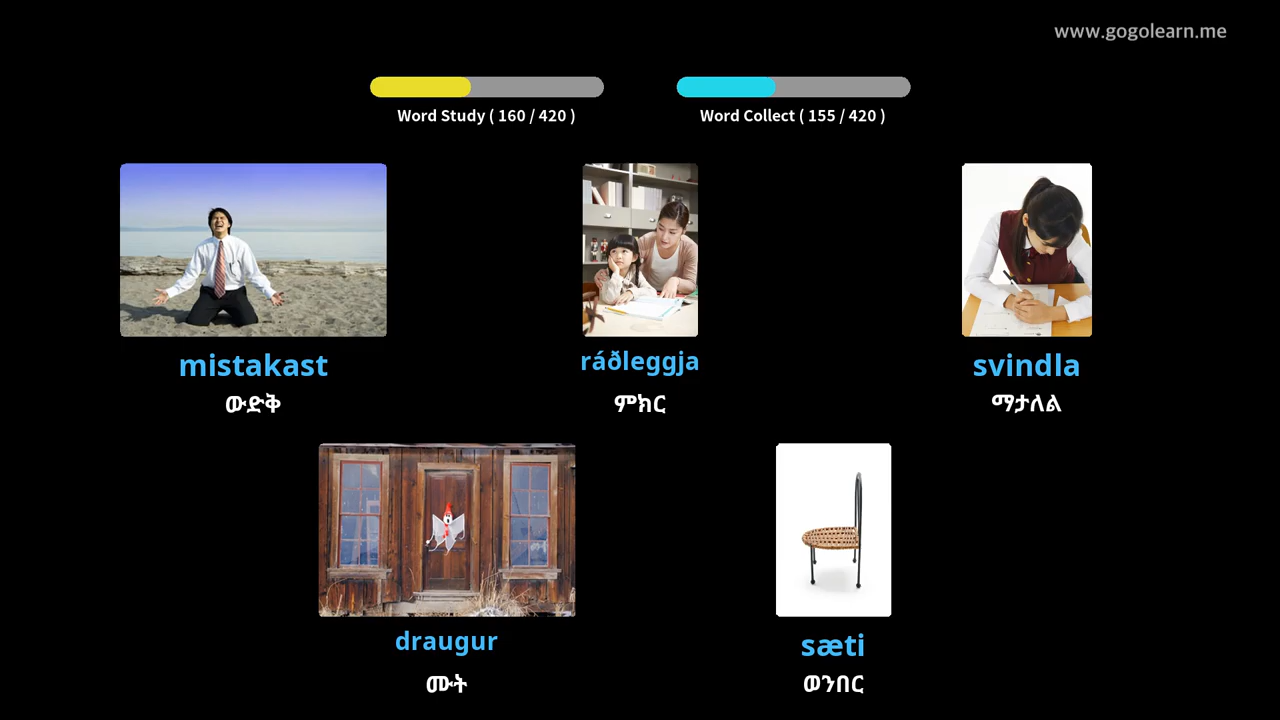 www.gogolearn.me
Word Study ( 160 / 420 )
Word Collect ( 155 / 420 )
mistakast
ውድቅ
ráðleggja
ምክር
svindla
ማታለል
draugur
ሙት
sæti
ወንበር